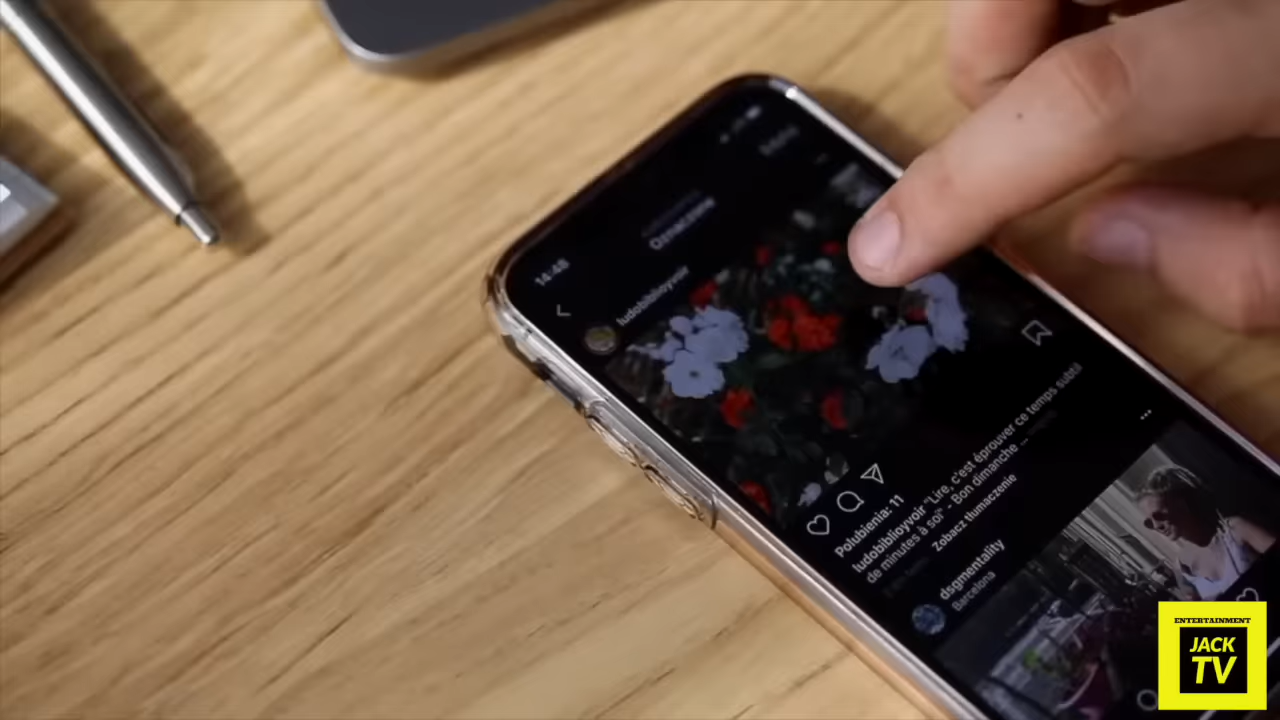 14:48
Oznaczone
ludobiblioyvoir
Polubienia: 11
ludobiblioyvoir "Lire, c'est éprouver ce temps subtil
de minutes à soi" - Bon dimanche ...
Zobacz tłumaczenie
dsgmentality
Barcelona
ENTERTAINMENT
JACK
TV